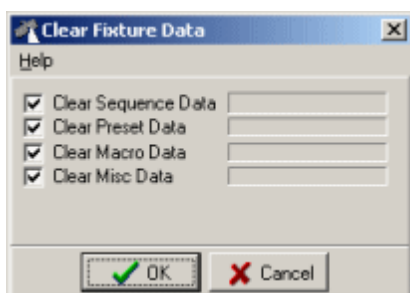 Clear Fixture Data
Help
Clear Sequence Data
Clear Preset Data
Clear Macro Data
Clear Misc Data
OK
Cancel